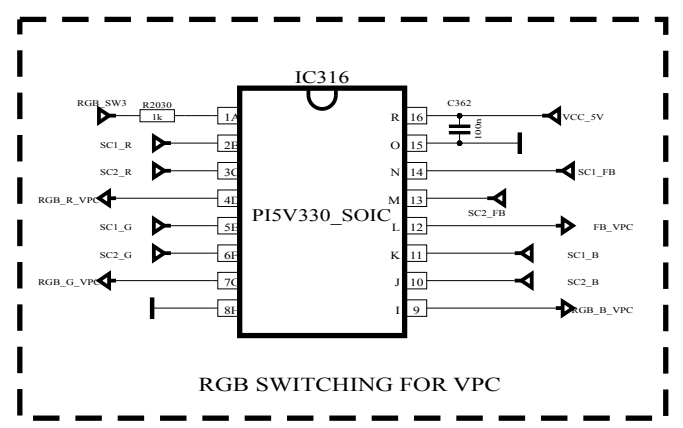 IC316
RGB_SW3 R2030 1k 1A R 16 C362 100n VCC_5V
SC1_R 2B O 15
SC2_R 3C N 14 SC1_FB
RGB_R_VPC 4D M 13 SC2_FB
PI5V330_SOIC
SC1_G 5E L 12 FB_VPC
SC2_G 6F K 11 SC1_B
RGB_G_VPC 7G J 10 SC2_B
8H I 9 RGB_B_VPC
RGB SWITCHING FOR VPC